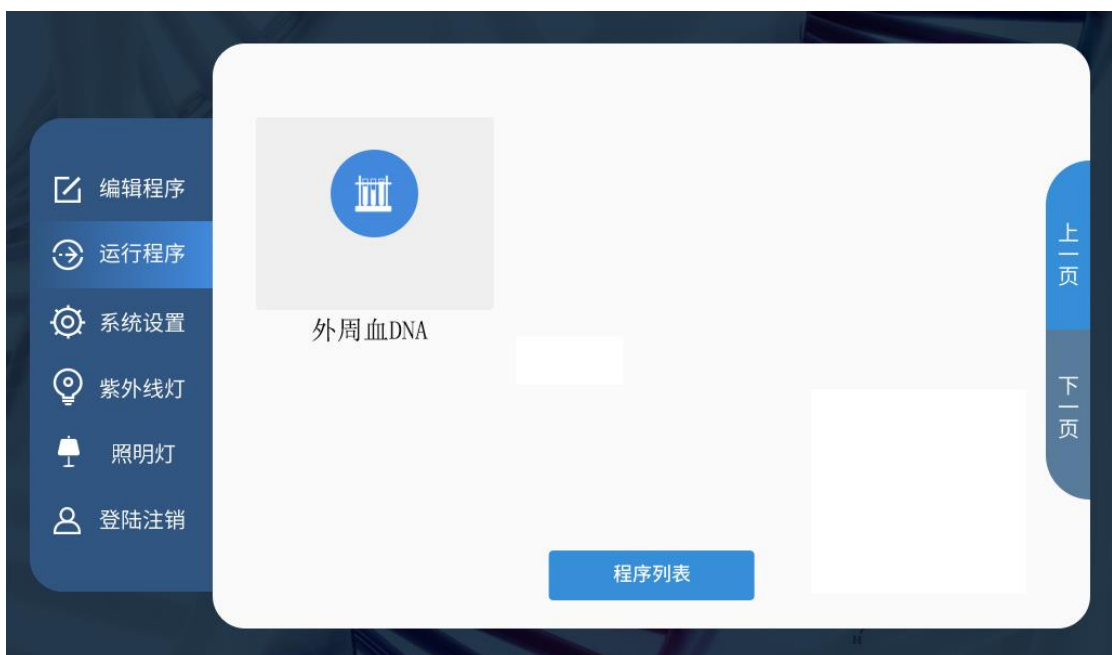 编辑程序
运行程序
系统设置
紫外线灯
照明灯
登陆注销
外周血DNA
程序列表
上一页
下一页